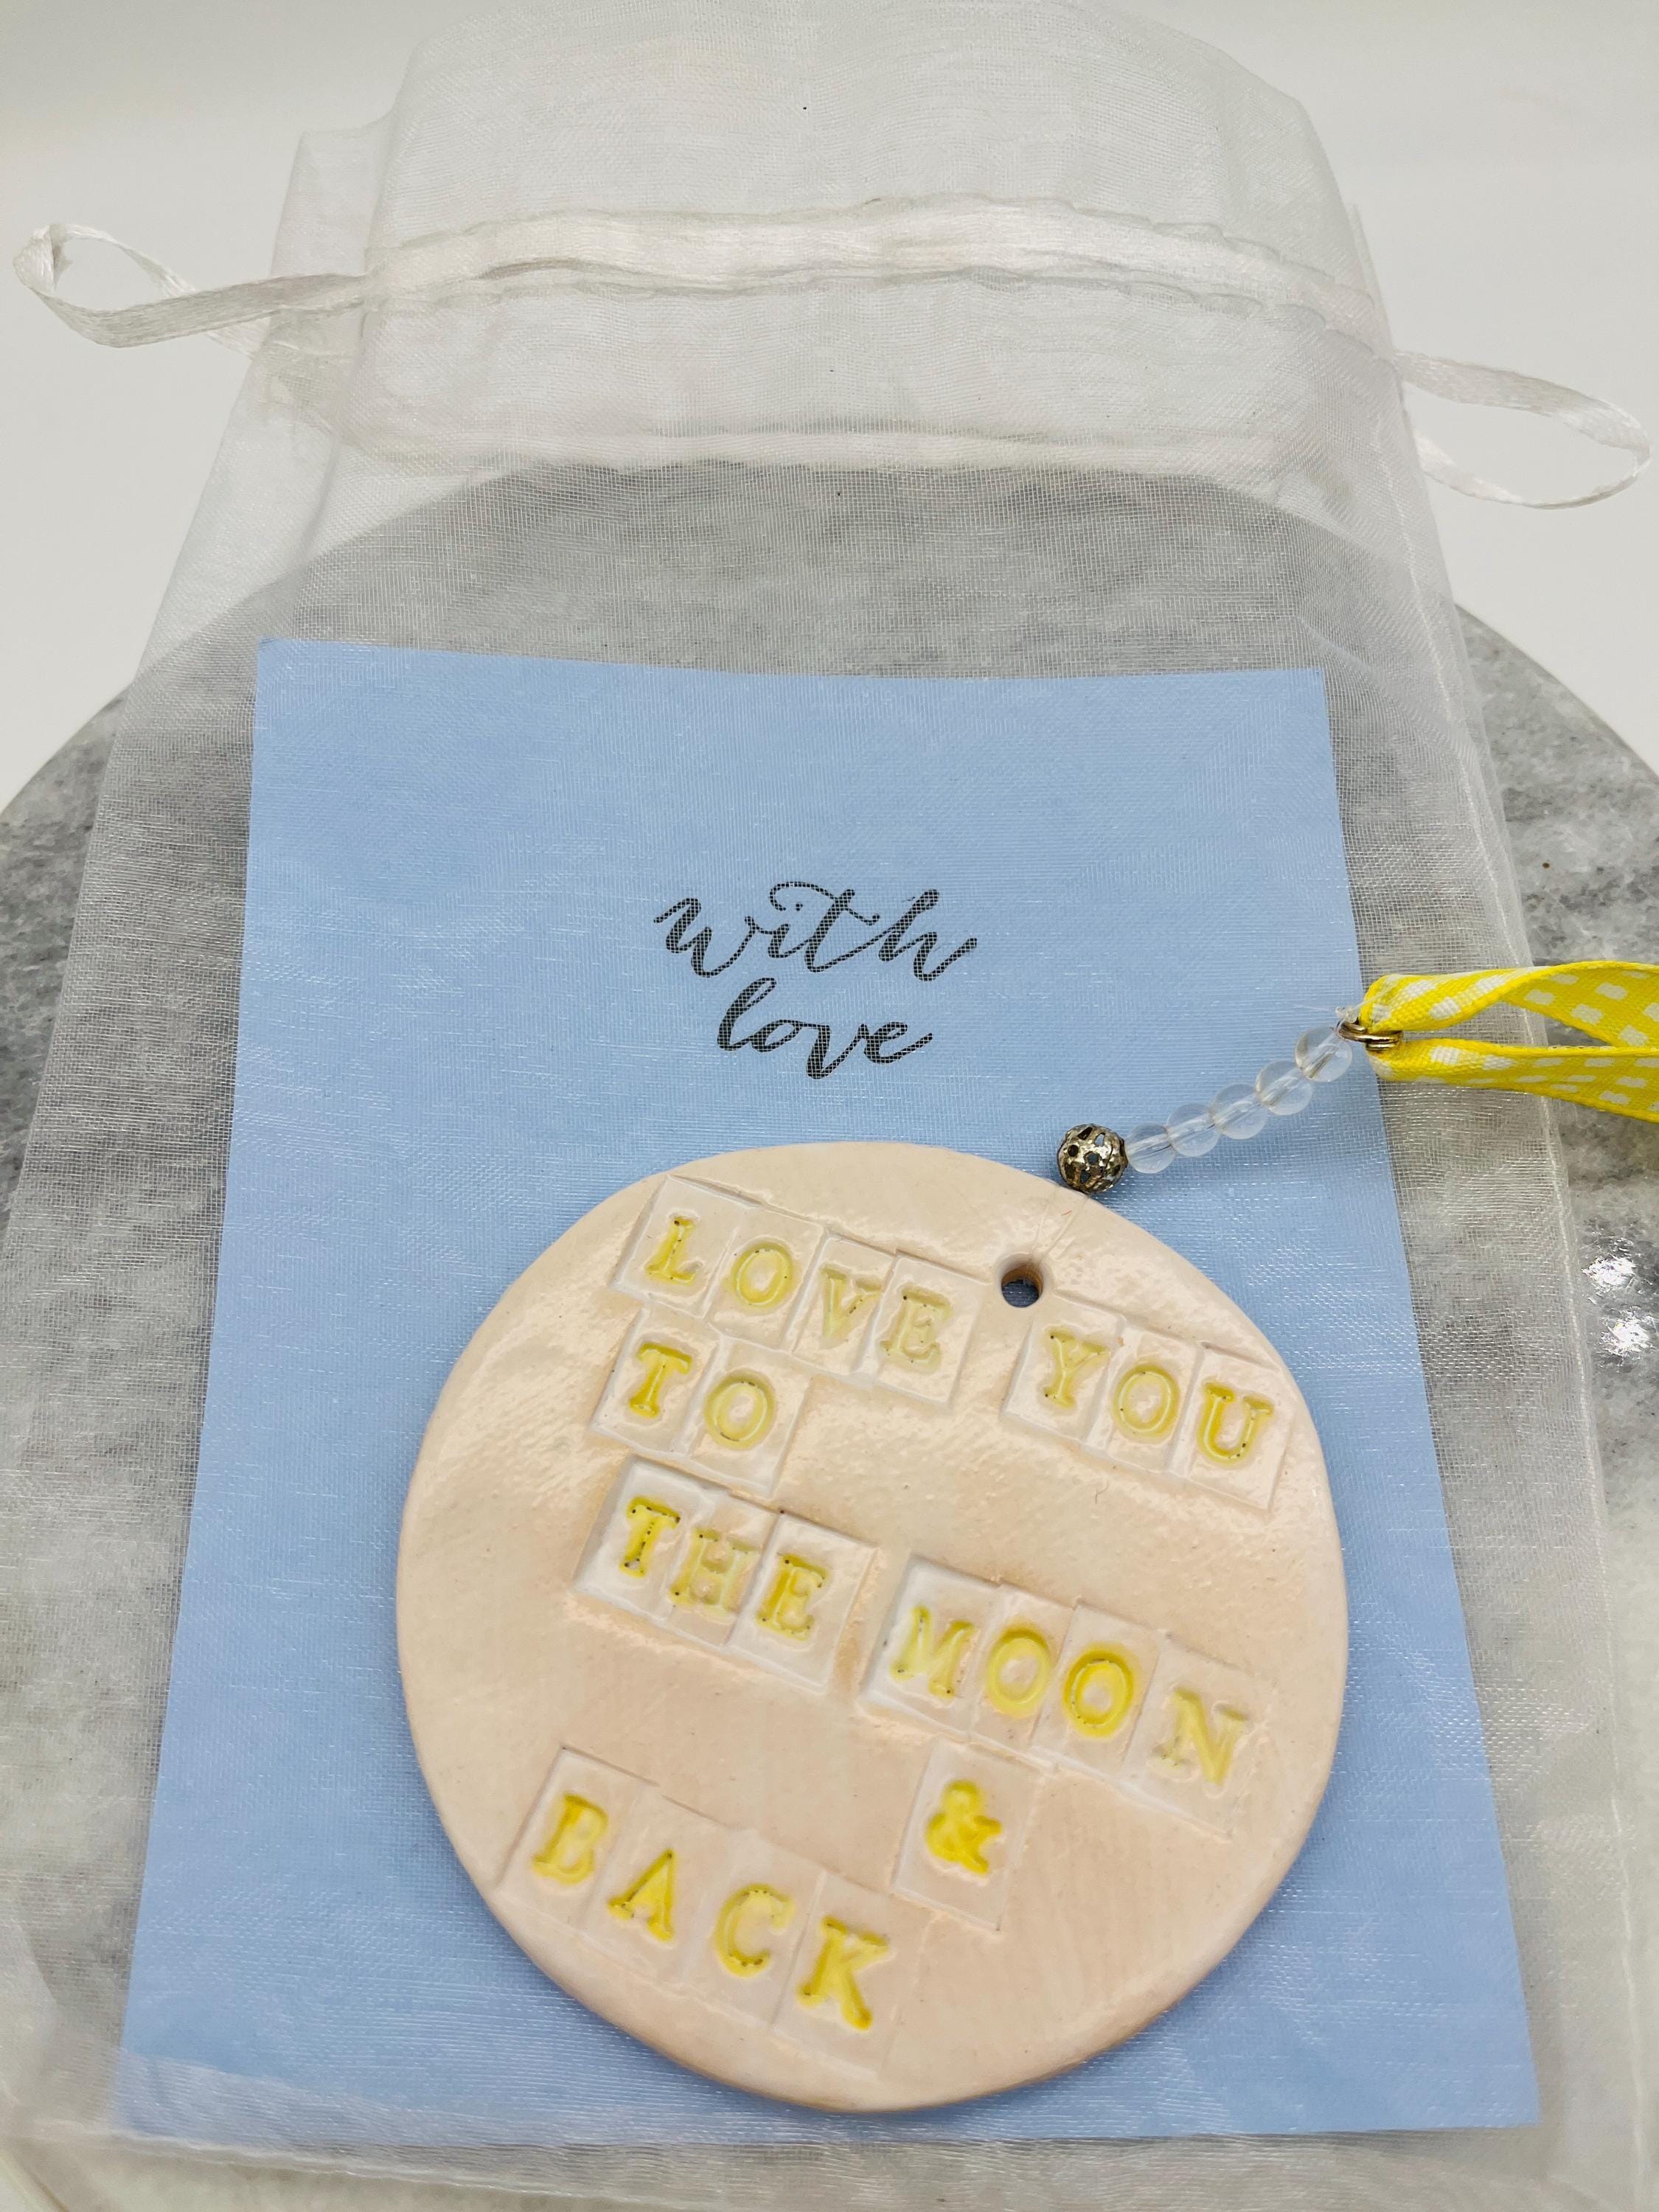 with
love
LOVE YOU
TO
THE MOON
&
BACK